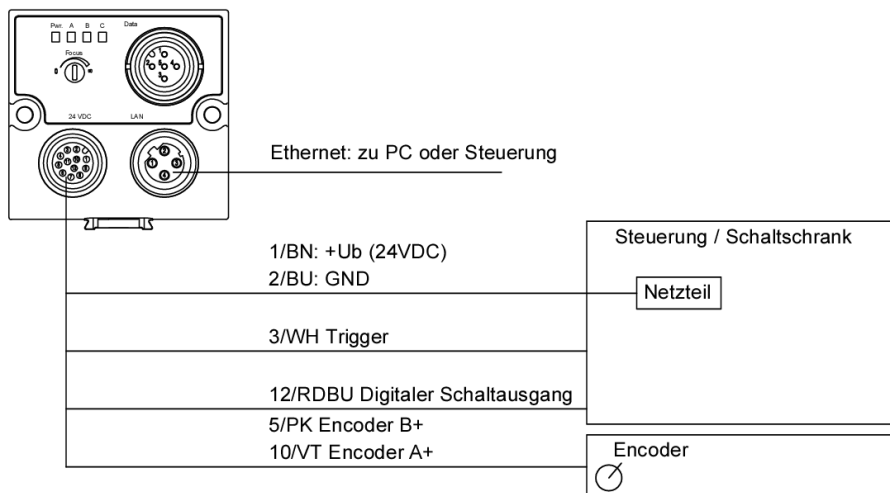 Pwr. A B C Data
Focus
24 VDC LAN
Ethernet: zu PC oder Steuerung
1/BN: +Ub (24VDC)
2/BU: GND
Steuerung / Schaltschrank
Netzteil
3/WH Trigger
12/RDBU Digitaler Schaltausgang
5/PK Encoder B+
10/VT Encoder A+
Encoder